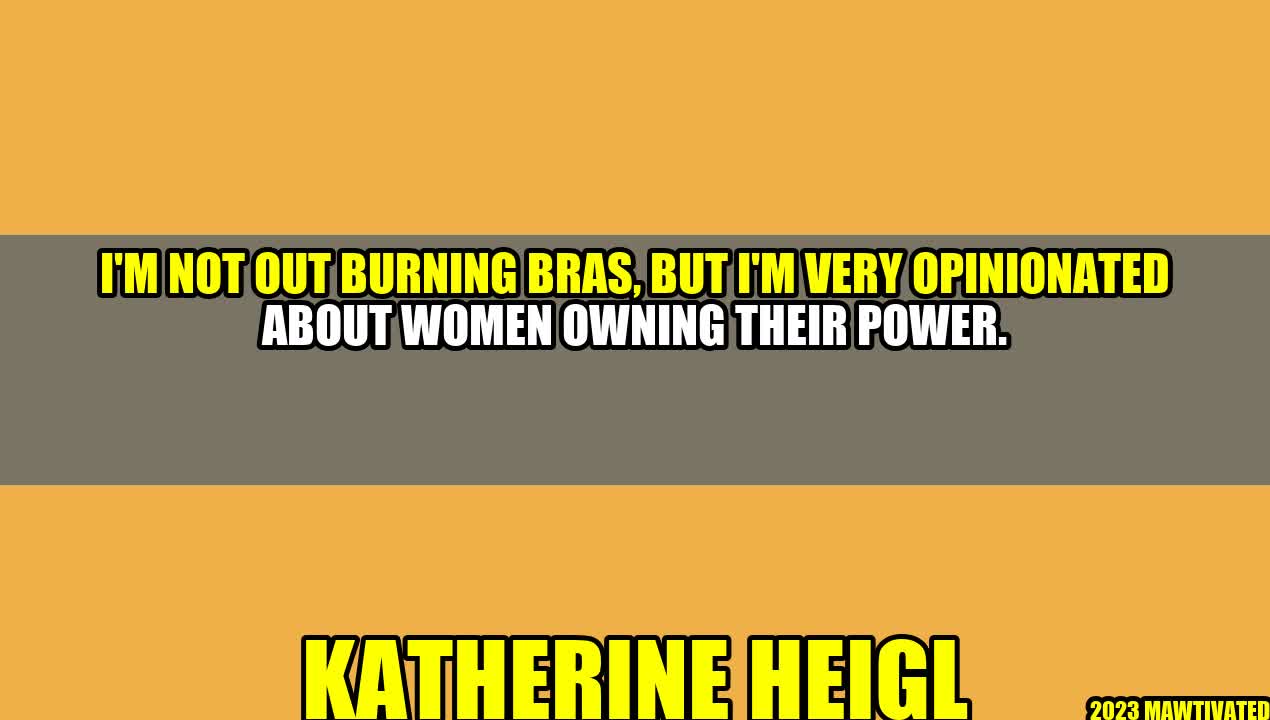 I'M NOT OUT BURNING BRAS, BUT I'M VERY OPINIONATED
ABOUT WOMEN OWNING THEIR POWER.
KATHERINE HEIGL
2023 MAWTIVATED